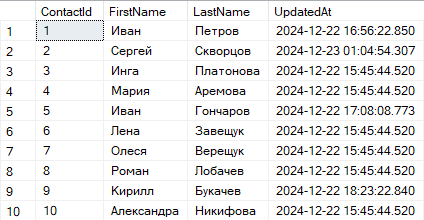 ContactId FirstName LastName UpdatedAt
1 1 Иван Петров 2024-12-22 16:56:22.850
2 2 Сергей Скворцов 2024-12-23 01:04:54.307
3 3 Инга Платонова 2024-12-22 15:45:44.520
4 4 Мария Аремова 2024-12-22 15:45:44.520
5 5 Иван Гончаров 2024-12-22 17:08:08.773
6 6 Лена Завещук 2024-12-22 15:45:44.520
7 7 Олеся Верещук 2024-12-22 15:45:44.520
8 8 Роман Лобачев 2024-12-22 15:45:44.520
9 9 Кирилл Букачев 2024-12-22 18:23:22.840
10 10 Александра Никифова 2024-12-22 15:45:44.520